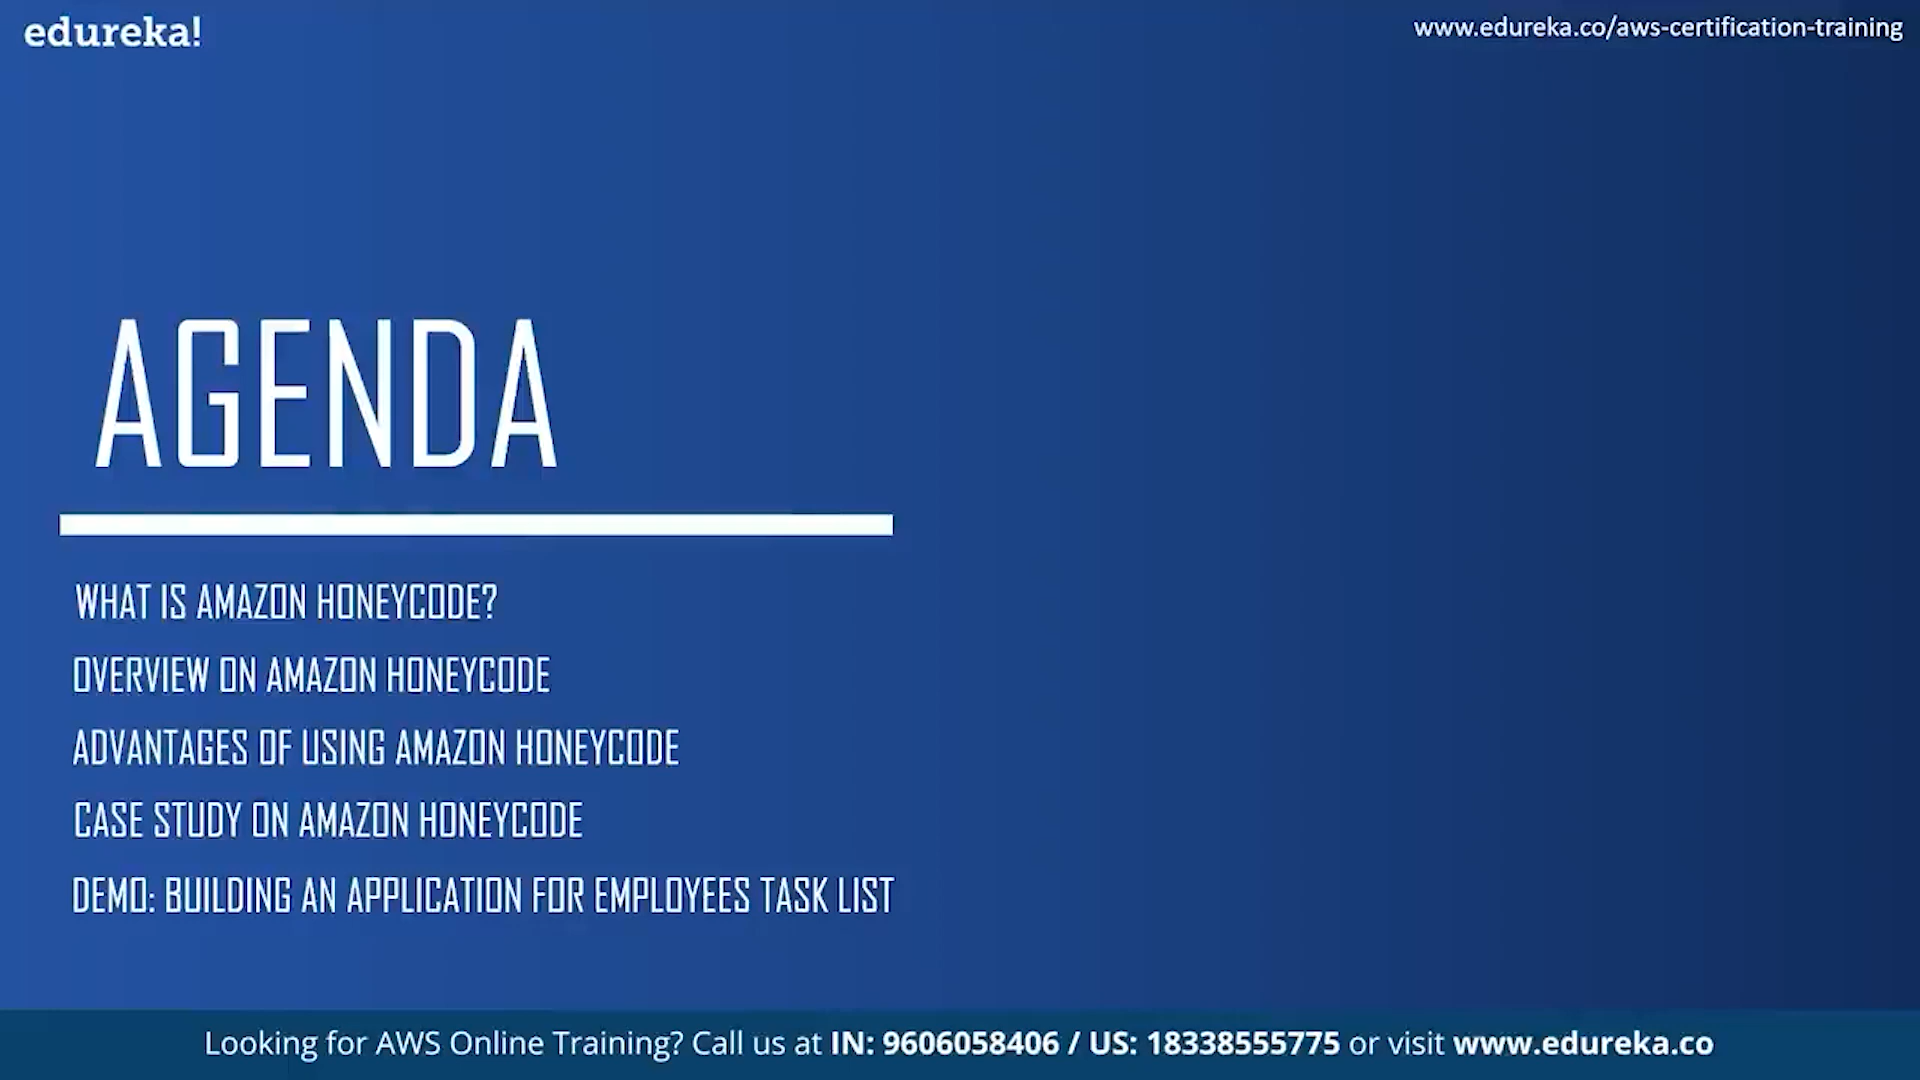 edureka!
www.edureka.co/aws-certification-training
AGENDA
WHAT IS AMAZON HONEYCODE?
OVERVIEW ON AMAZON HONEYCODE
ADVANTAGES OF USING AMAZON HONEYCODE
CASE STUDY ON AMAZON HONEYCODE
DEMO: BUILDING AN APPLICATION FOR EMPLOYEES TASK LIST
Looking for AWS Online Training? Call us at IN: 9606058406 / US: 18338555775 or visit www.edureka.co